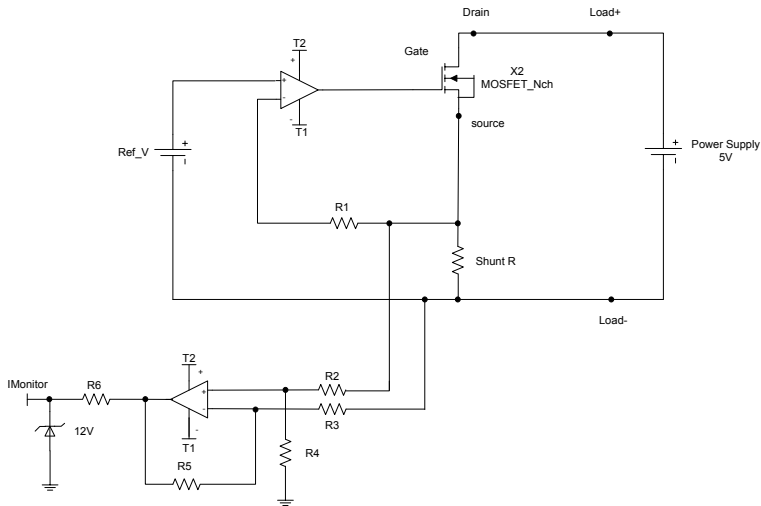 Drain
Load+
T2
Gate
+
X2
MOSFET_Nch
+
-
-
T1
source
Ref_V
+
Power Supply
5V
+
R1
Shunt R
Load-
T2
+
IMonitor
R6
R2
+
-
R3
12V
T1
-
R4
R5